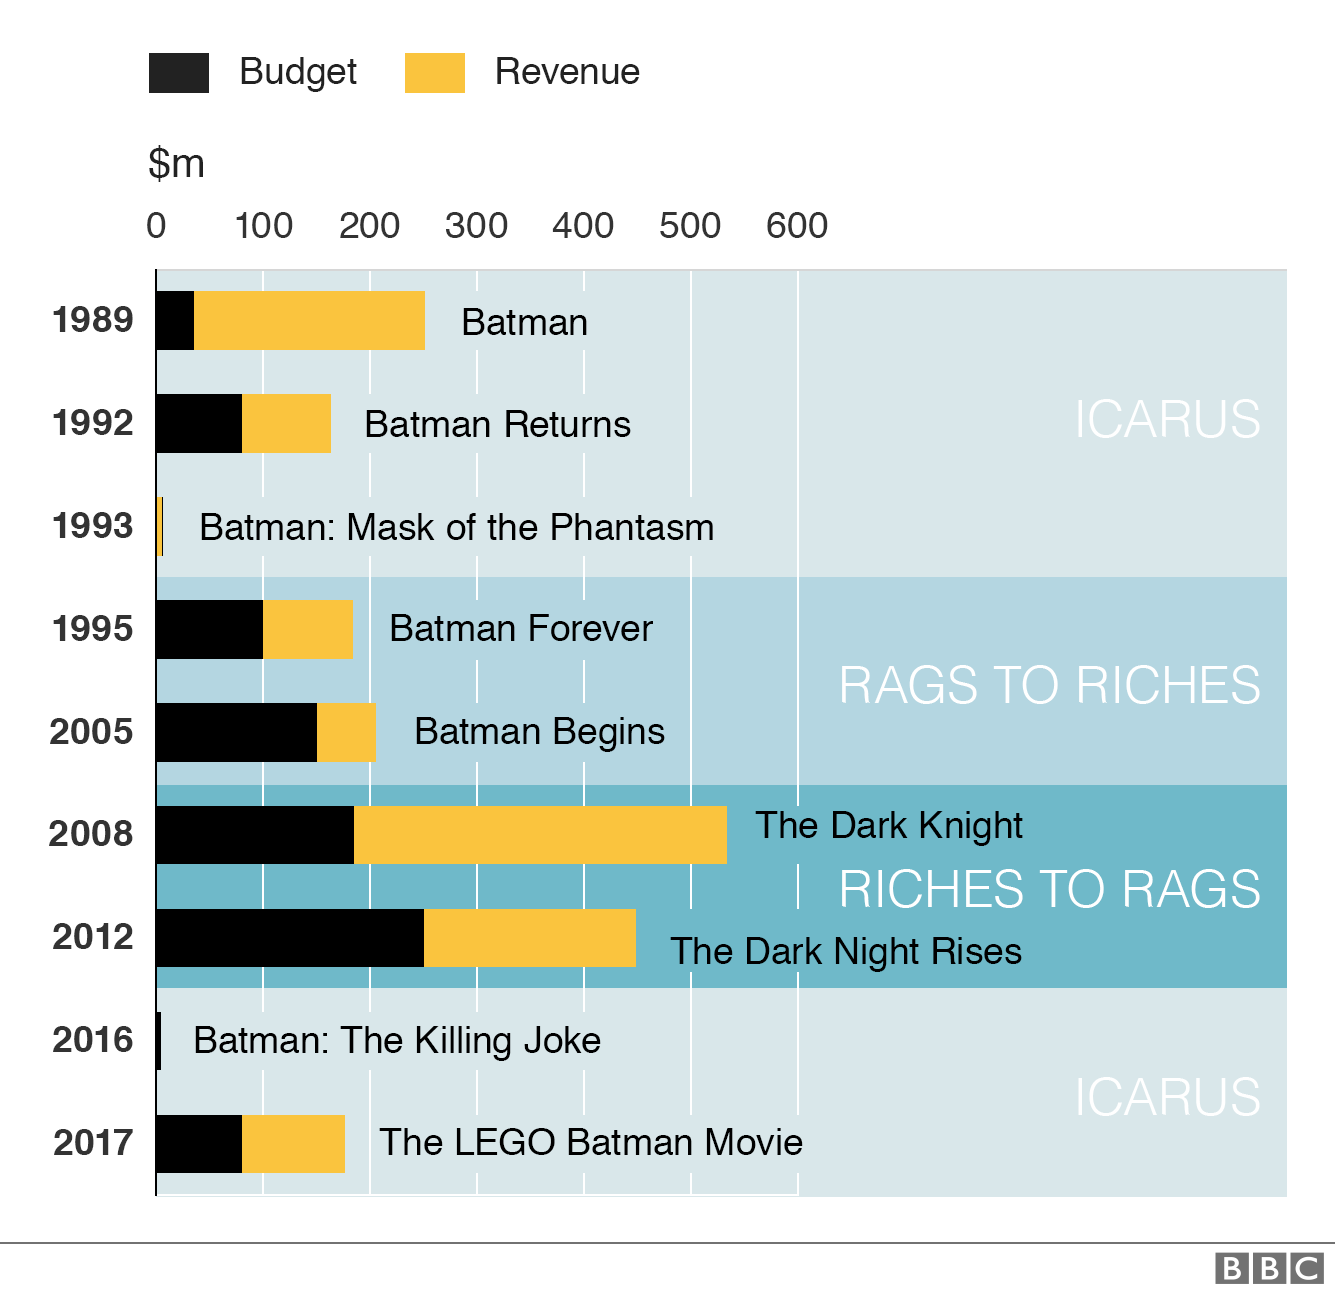 Budget Revenue
$m
0 100 200 300 400 500 600
1989 Batman
1992 Batman Returns
ICARUS
1993 Batman: Mask of the Phantasm
1995 Batman Forever
RAGS TO RICHES
2005 Batman Begins
2008 The Dark Knight
RICHES TO RAGS
2012 The Dark Night Rises
2016 Batman: The Killing Joke
ICARUS
2017 The LEGO Batman Movie
BBC